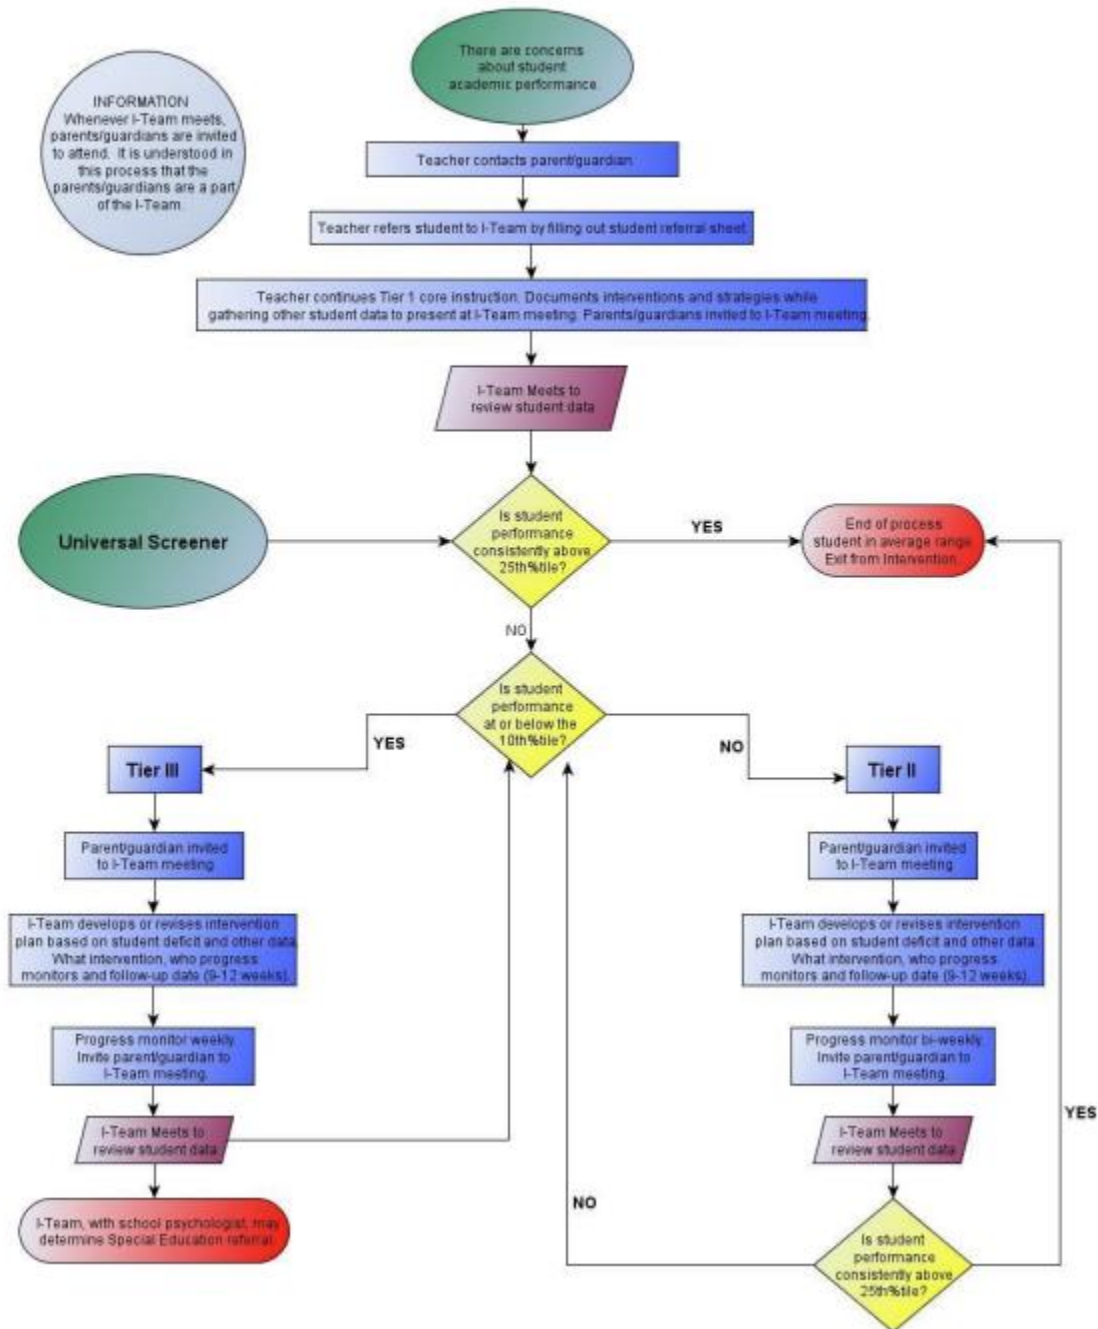 There are concerns
about student
academic performance.
INFORMATION
Whenever I-Team meets,
parents/guardians are invited
to attend. It is understood in
this process that the
parents/guardians are a part
of the I-Team.
Teacher contacts parent/guardian.
Teacher refers student to I-Team by filling out student referral sheet.
Teacher continues Tier 1 core instruction. Documents interventions and strategies while
gathering other student data to present at I-Team meeting. Parents/guardians invited to I-Team meeting.
I-Team Meets to
review student data
Universal Screener
Is student
performance
consistently above
25th%tile?
YES
End of process
student in average range.
Exit from Intervention.
NO
Is student
performance
at or below the
10th%tile?
YES
NO
Tier III
Parent/guardian invited
to I-Team meeting
I-Team develops or revises intervention
plan based on student deficit and other data.
What intervention, who progress
monitors and follow-up date (9-12 weeks).
Progress monitor weekly.
Invite parent/guardian to
I-Team meeting.
I-Team Meets to
review student data
I-Team, with school psychologist, may
determine Special Education referral.
Tier II
Parent/guardian invited
to I-Team meeting
I-Team develops or revises intervention
plan based on student deficit and other data.
What intervention, who progress
monitors and follow-up date (9-12 weeks).
Progress monitor bi-weekly.
Invite parent/guardian to
I-Team meeting.
I-Team Meets to
review student data
Is student
performance
consistently above
25th%tile?
NO
YES